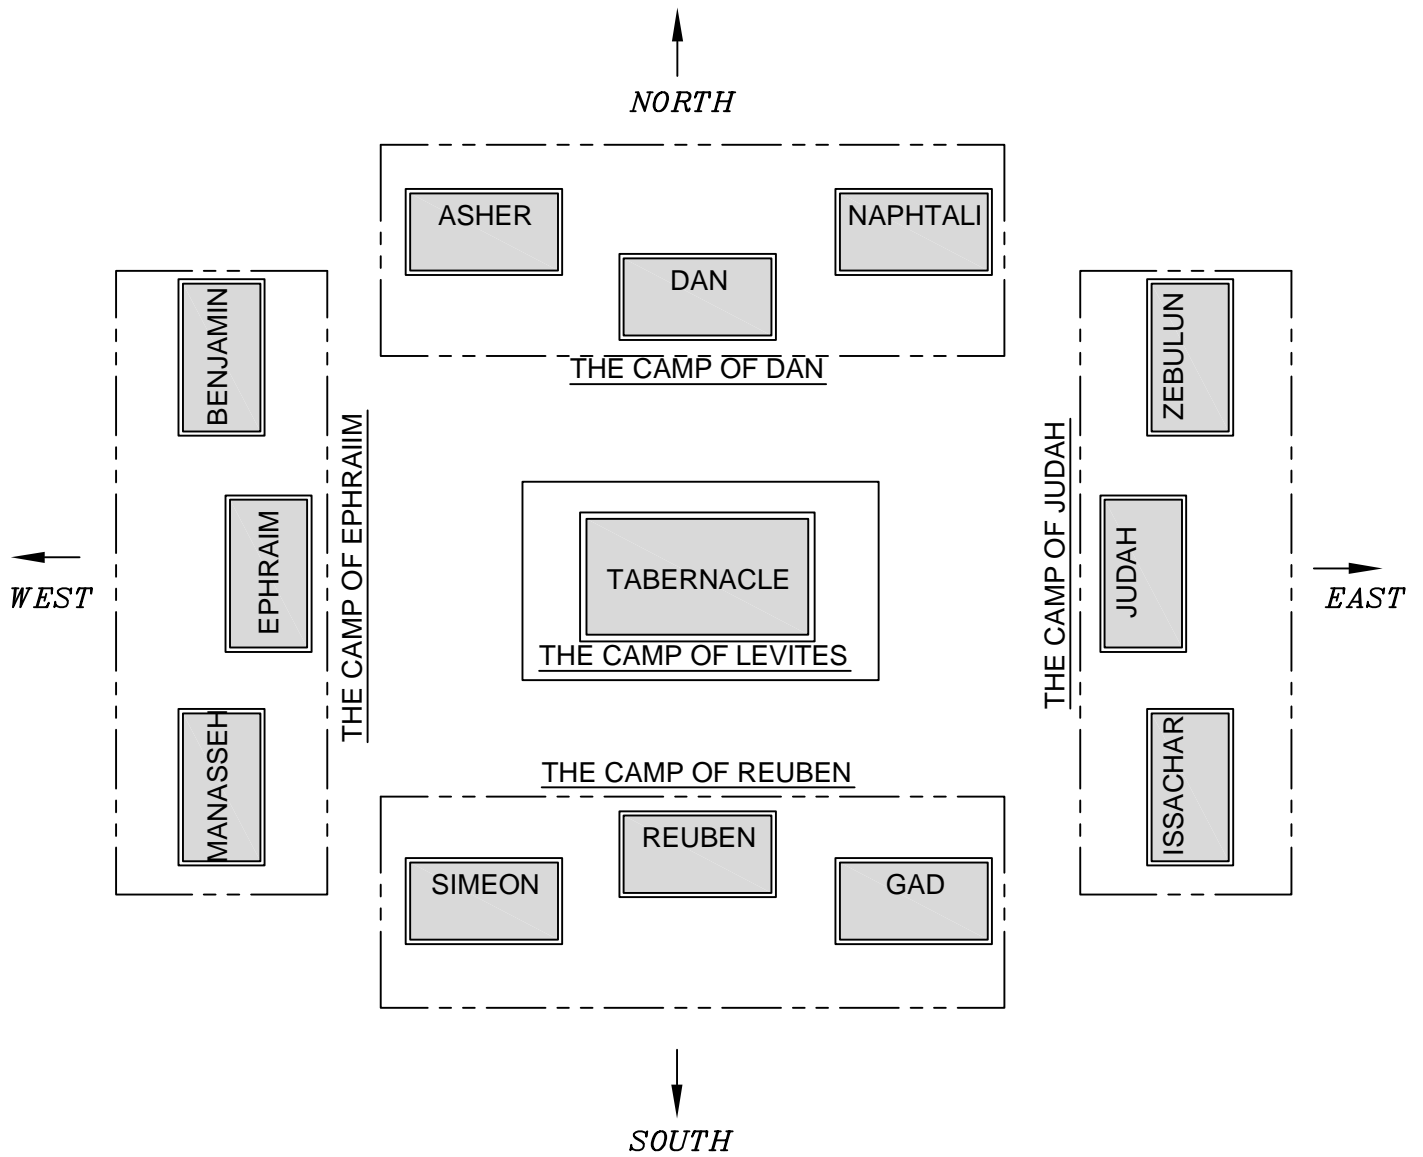 NORTH
ASHER
NAPHTALI
DAN
THE CAMP OF DAN
BENJAMIN
EPHRAIM
MANASSEH
THE CAMP OF EPHRAIIM
WEST
TABERNACLE
THE CAMP OF LEVITES
THE CAMP OF JUDAH
ZEBULUN
JUDAH
ISSACHAR
EAST
THE CAMP OF REUBEN
REUBEN
SIMEON
GAD
SOUTH